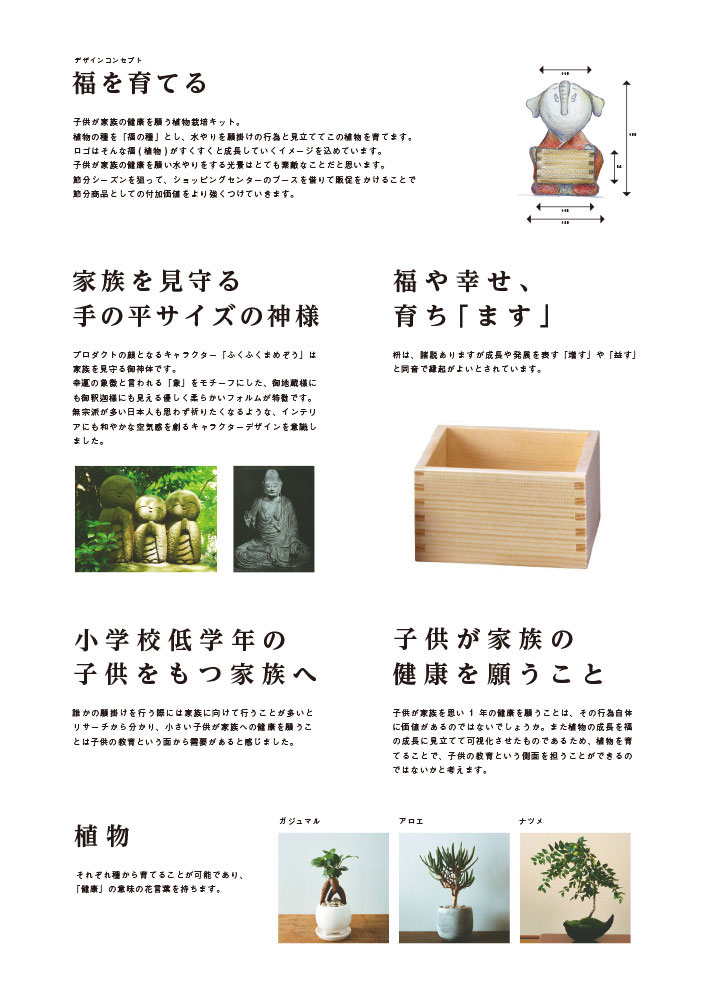 デザインコンセプト
福を育てる
子供が家族の健康を願う植物栽培キット。
植物の種を「福の種」とし、水やりを願掛けの行為と見立ててこの植物を育てます。
ロゴはそんな福(植物)がすくすくと成長していくイメージを込めています。
子供が家族の健康を願い水やりをする光景はとても素敵なことだと思います。
節分シーズンを狙って、ショッピングセンターのブースを借りて販促をかけることで
節分商品としての付加価値をより強くつけていきます。
家族を見守る
手の平サイズの神様
プロダクトの顔となるキャラクター「ふくふくまめぞう」は
家族を見守る御神体です。
幸運の象徴と言われる「象」をモチーフにした、御地蔵様に
も御釈迦様にも見える優しく柔らかいフォルムが特徴です。
無宗派が多い日本人も思わず祈りたくなるような、インテリ
アにも和やかな空気感を創るキャラクターデザインを意識し
ました。
福や幸せ、
育ち「ます」
枡は、諸説ありますが成長や発展を表す「増す」や「益す」
と同音で縁起がよいとされています。
小学校低学年の
子供をもつ家族へ
誰かの願掛けを行う際には家族に向けて行うことが多いと
リサーチから分かり、小さい子供が家族への健康を願うこ
とは子供の教育という面から需要があると感じました。
子供が家族の
健康を願うこと
子供が家族を思い 1 年の健康を願うことは、その行為自体
に価値があるのではないでしょうか。また植物の成長を福
の成長に見立てて可視化させたものであるため、植物を育
てることで、子供の教育という側面を担うことができるの
ではないかと考えます。
植物
それぞれ種から育てることが可能であり、
「健康」の意味の花言葉を持ちます。
ガジュマル
アロエ
ナツメ